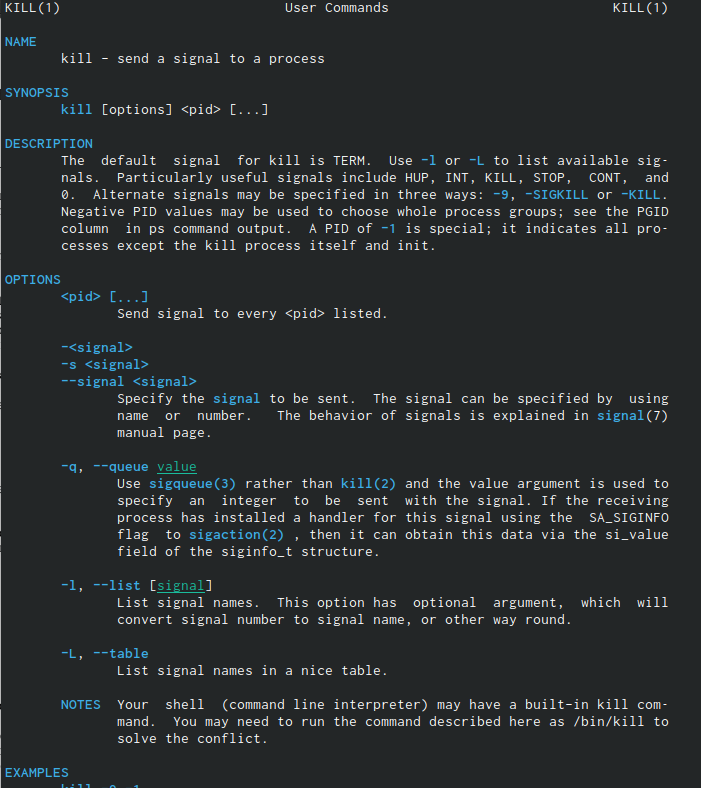 KILL(1) User Commands KILL(1)
NAME
kill - send a signal to a process
SYNOPSIS
kill [options] <pid> [...]
DESCRIPTION
The default signal for kill is TERM. Use -l or -L to list available sig-
nals. Particularly useful signals include HUP, INT, KILL, STOP, CONT, and
0. Alternate signals may be specified in three ways: -9, -SIGKILL or -KILL.
Negative PID values may be used to choose whole process groups; see the PGID
column in ps command output. A PID of -1 is special; it indicates all pro-
cesses except the kill process itself and init.
OPTIONS
<pid> [...]
Send signal to every <pid> listed.
-<signal>
-s <signal>
--signal <signal>
Specify the signal to be sent. The signal can be specified by using
name or number. The behavior of signals is explained in signal(7)
manual page.
-q, --queue value
Use sigqueue(3) rather than kill(2) and the value argument is used to
specify an integer to be sent with the signal. If the receiving
process has installed a handler for this signal using the SA_SIGINFO
flag to sigaction(2) , then it can obtain this data via the si_value
field of the siginfo_t structure.
-l, --list [signal]
List signal names. This option has optional argument, which will
convert signal number to signal name, or other way round.
-L, --table
List signal names in a nice table.
NOTES Your shell (command line interpreter) may have a built-in kill com-
mand. You may need to run the command described here as /bin/kill to
solve the conflict.
EXAMPLES